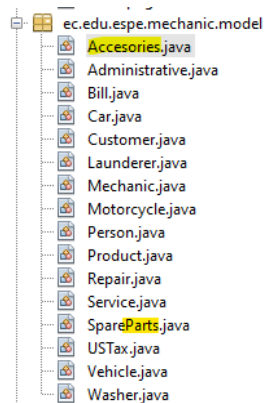 ec.edu.espe.mechanic.model
Accesories.java
Administrative.java
Bill.java
Car.java
Customer.java
Launderer.java
Mechanic.java
Motorcycle.java
Person.java
Product.java
Repair.java
Service.java
SpareParts.java
USTax.java
Vehicle.java
Washer.java